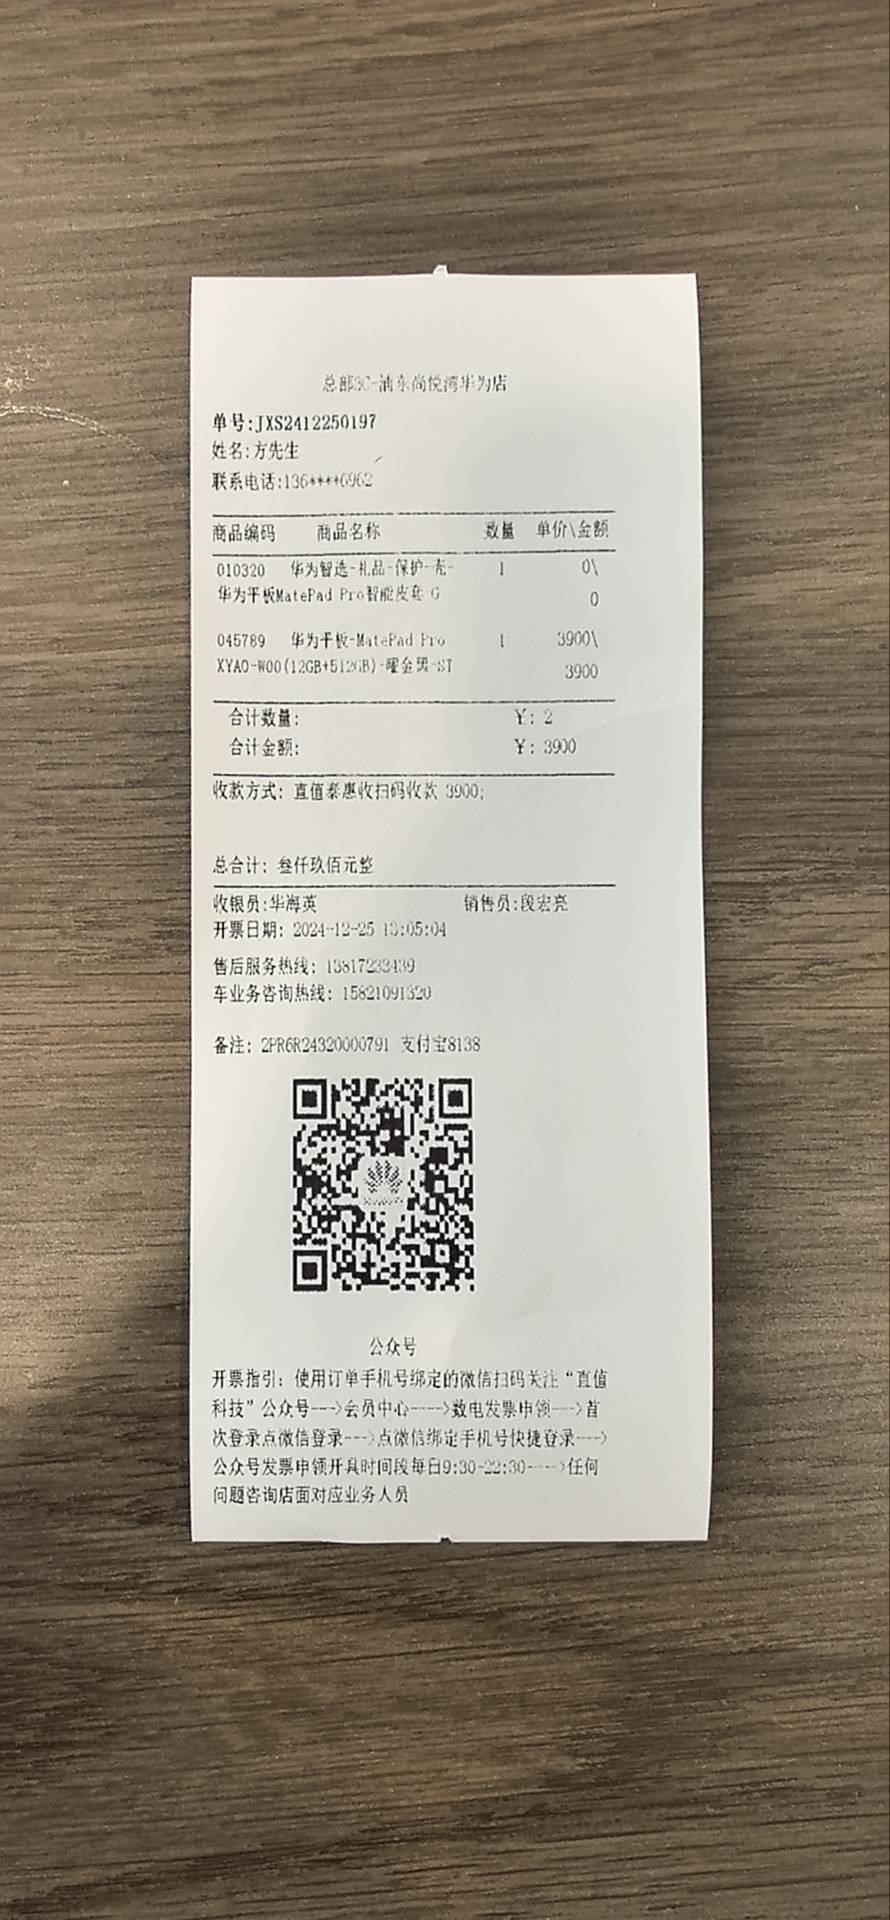 总部3C-浦东尚悦湾华为店
单号:JXS2412250197
姓名:方先生
联系电话:136****6962
商品编码 商品名称 数量 单价\金额
010320 华为智选-礼品-保护-壳- 1 0\
华为平板MatePad Pro智能皮套-G 0
045789 华为平板-MatePad Pro 1 3900\
XYAO-W00(12GB+512GB)-曜金黑-ST 3900
合计数量: ￥: 2
合计金额: ￥: 3900
收款方式: 直值泰惠收扫码收款 3900;
总合计: 叁仟玖佰元整
收银员:华海英 销售员:段宏亮
开票日期: 2024-12-25 13:05:04
售后服务热线: 13817233439
车业务咨询热线: 15821091320
备注: 2PR6R24320000791 支付宝8138
公众号
开票指引: 使用订单手机号绑定的微信扫码关注“直值
科技”公众号--->会员中心---->数电发票申领--->首
次登录点微信登录--->点微信绑定手机号快捷登录--->
公众号发票申领开具时间段每日9:30-22:30---->任何
问题咨询店面对应业务人员